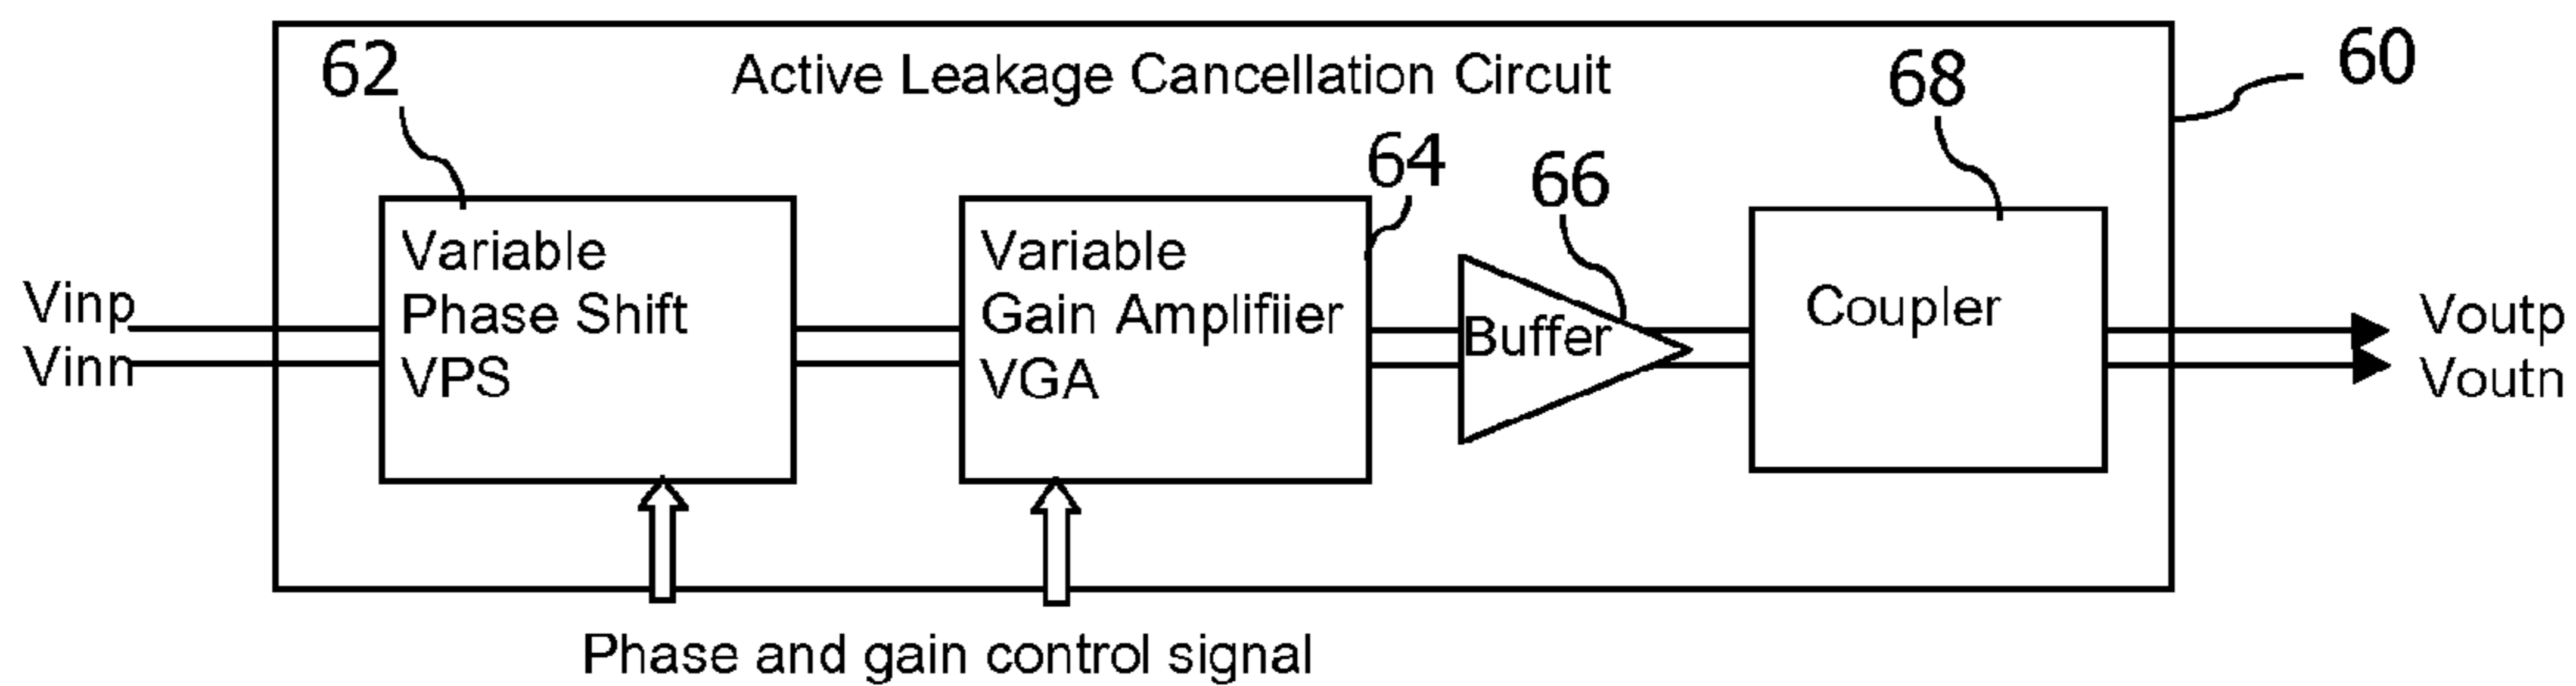 Active Leakage Cancellation Circuit
60
62
64
66
68
Vinp
Vinn
Variable
Phase Shift
VPS
Variable
Gain Amplifiier
VGA
Buffer
Coupler
Voutp
Voutn
Phase and gain control signal